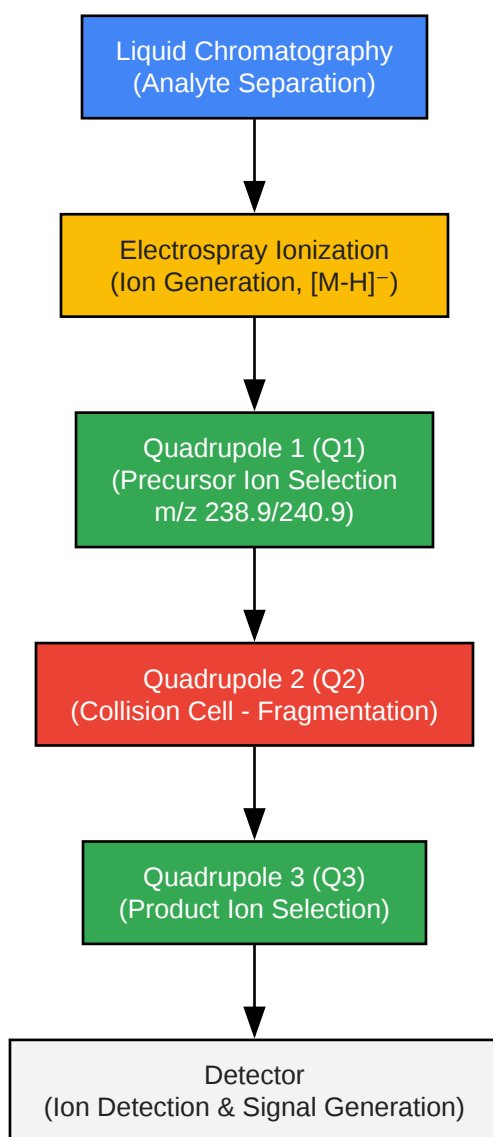 Liquid Chromatography
(Analyte Separation)
Electrospray Ionization
(Ion Generation, [M-H]⁻)
Quadrupole 1 (Q1)
(Precursor Ion Selection
m/z 238.9/240.9)
Quadrupole 2 (Q2)
(Collision Cell - Fragmentation)
Quadrupole 3 (Q3)
(Product Ion Selection)
Detector
(Ion Detection & Signal Generation)